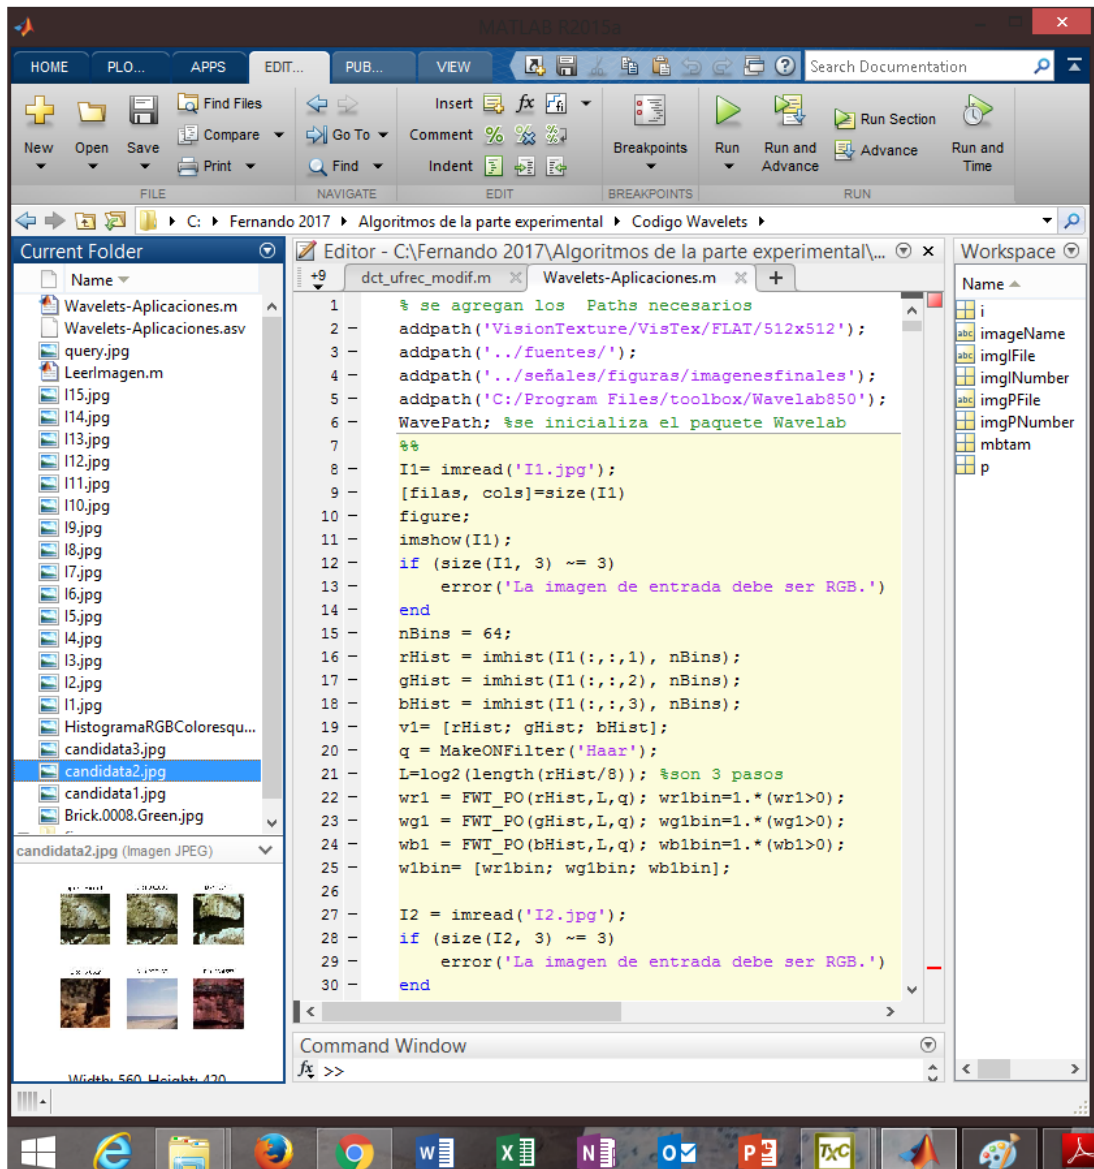 MATLAB R2015a
HOME PLO... APPS EDIT... PUB... VIEW Search Documentation
New Open Save Find Files Compare Print
Go To Find
Insert Comment Indent
Breakpoints
Run Run and Advance Run Section Advance Run and Time
FILE NAVIGATE EDIT BREAKPOINTS RUN
C: Fernando 2017 Algoritmos de la parte experimental Codigo Wavelets
Current Folder
Name
Wavelets-Aplicaciones.m
Wavelets-Aplicaciones.asv
query.jpg
LeerImagen.m
I15.jpg
I14.jpg
I13.jpg
I12.jpg
I11.jpg
I10.jpg
I9.jpg
I8.jpg
I7.jpg
I6.jpg
I5.jpg
I4.jpg
I3.jpg
I2.jpg
I1.jpg
HistogramaRGBColoresqu...
candidata3.jpg
candidata2.jpg
candidata1.jpg
Brick.0008.Green.jpg
candidata2.jpg (Imagen JPEG)
Width: 560 Height: 420
Editor - C:\Fernando 2017\Algoritmos de la parte experimental\...
+9 dct_ufrec_modif.m Wavelets-Aplicaciones.m
1 % se agregan los Paths necesarios
2 – addpath('VisionTexture/VisTex/FLAT/512x512');
3 – addpath('../fuentes/');
4 – addpath('../señales/figuras/imagenesfinales');
5 – addpath('C:/Program Files/toolbox/Wavelab850');
6 – WavePath; %se inicializa el paquete Wavelab
7 %%
8 – I1= imread('I1.jpg');
9 – [filas, cols]=size(I1)
10 – figure;
11 – imshow(I1);
12 – if (size(I1, 3) ~= 3)
13 – error('La imagen de entrada debe ser RGB.')
14 – end
15 – nBins = 64;
16 – rHist = imhist(I1(:,:,1), nBins);
17 – gHist = imhist(I1(:,:,2), nBins);
18 – bHist = imhist(I1(:,:,3), nBins);
19 – v1= [rHist; gHist; bHist];
20 – q = MakeONFilter('Haar');
21 – L=log2(length(rHist/8)); %son 3 pasos
22 – wr1 = FWT_PO(rHist,L,q); wr1bin=1.*(wr1>0);
23 – wg1 = FWT_PO(gHist,L,q); wg1bin=1.*(wg1>0);
24 – wb1 = FWT_PO(bHist,L,q); wb1bin=1.*(wb1>0);
25 – w1bin= [wr1bin; wg1bin; wb1bin];
26
27 – I2 = imread('I2.jpg');
28 – if (size(I2, 3) ~= 3)
29 – error('La imagen de entrada debe ser RGB.')
30 – end
Command Window
fx >>
Workspace
Name
i
imageName
imgIFile
imgINumber
imgPFile
imgPNumber
mbtam
p